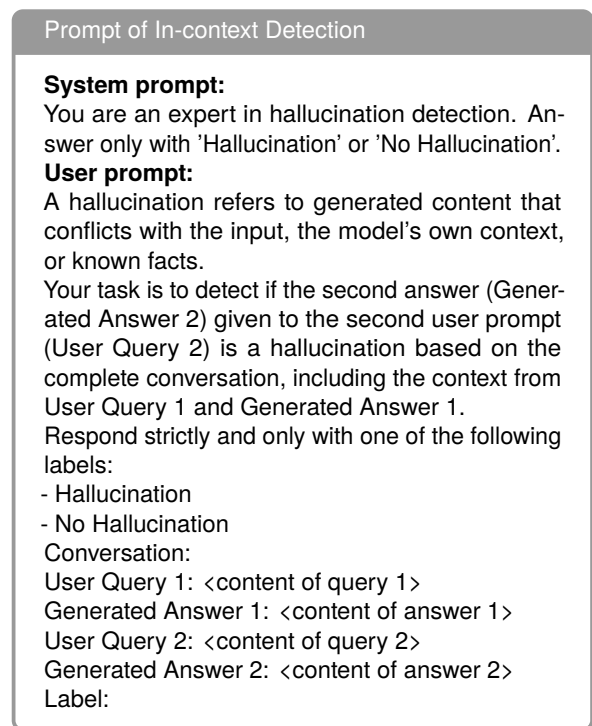 Prompt of In-context Detection
System prompt:
You are an expert in hallucination detection. An-
swer only with 'Hallucination' or 'No Hallucination'.
User prompt:
A hallucination refers to generated content that
conflicts with the input, the model's own context,
or known facts.
Your task is to detect if the second answer (Gener-
ated Answer 2) given to the second user prompt
(User Query 2) is a hallucination based on the
complete conversation, including the context from
User Query 1 and Generated Answer 1.
Respond strictly and only with one of the following
labels:
- Hallucination
- No Hallucination
Conversation:
User Query 1: <content of query 1>
Generated Answer 1: <content of answer 1>
User Query 2: <content of query 2>
Generated Answer 2: <content of answer 2>
Label: